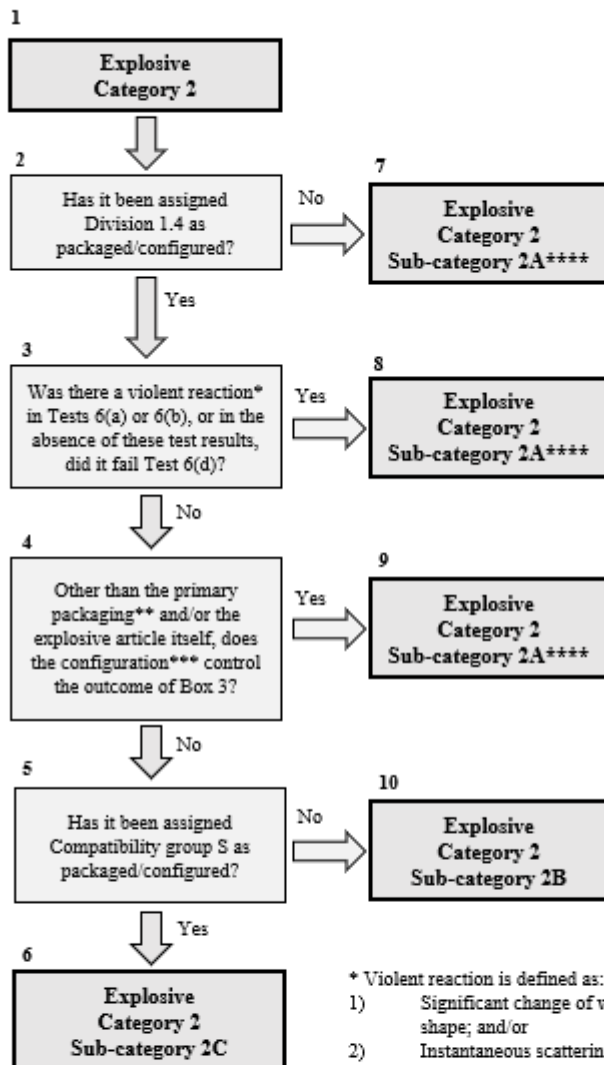 1
Explosive
Category 2
2
Has it been assigned
Division 1.4 as
packaged/configured?
No
7
Explosive
Category 2
Sub-category 2A****
Yes
3
Was there a violent reaction*
in Tests 6(a) or 6(b), or in the
absence of these test results,
did it fail Test 6(d)?
Yes
8
Explosive
Category 2
Sub-category 2A****
No
4
Other than the primary
packaging** and/or the
explosive article itself, does
the configuration*** control
the outcome of Box 3?
Yes
9
Explosive
Category 2
Sub-category 2A****
No
5
Has it been assigned
Compatibility group S as
packaged/configured?
No
10
Explosive
Category 2
Sub-category 2B
Yes
6
Explosive
Category 2
Sub-category 2C
* Violent reaction is defined as:
1) Significant change of
shape; and/or
2) Instantaneous